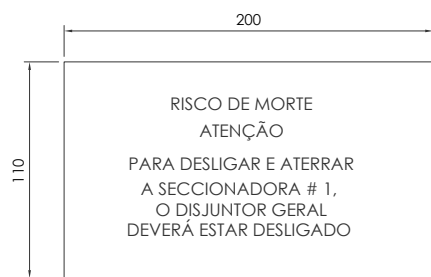 200
110
RISCO DE MORTE
ATENÇÃO
PARA DESLIGAR E ATERRAR
A SECCIONADORA # 1,
O DISJUNTOR GERAL
DEVERÁ ESTAR DESLIGADO